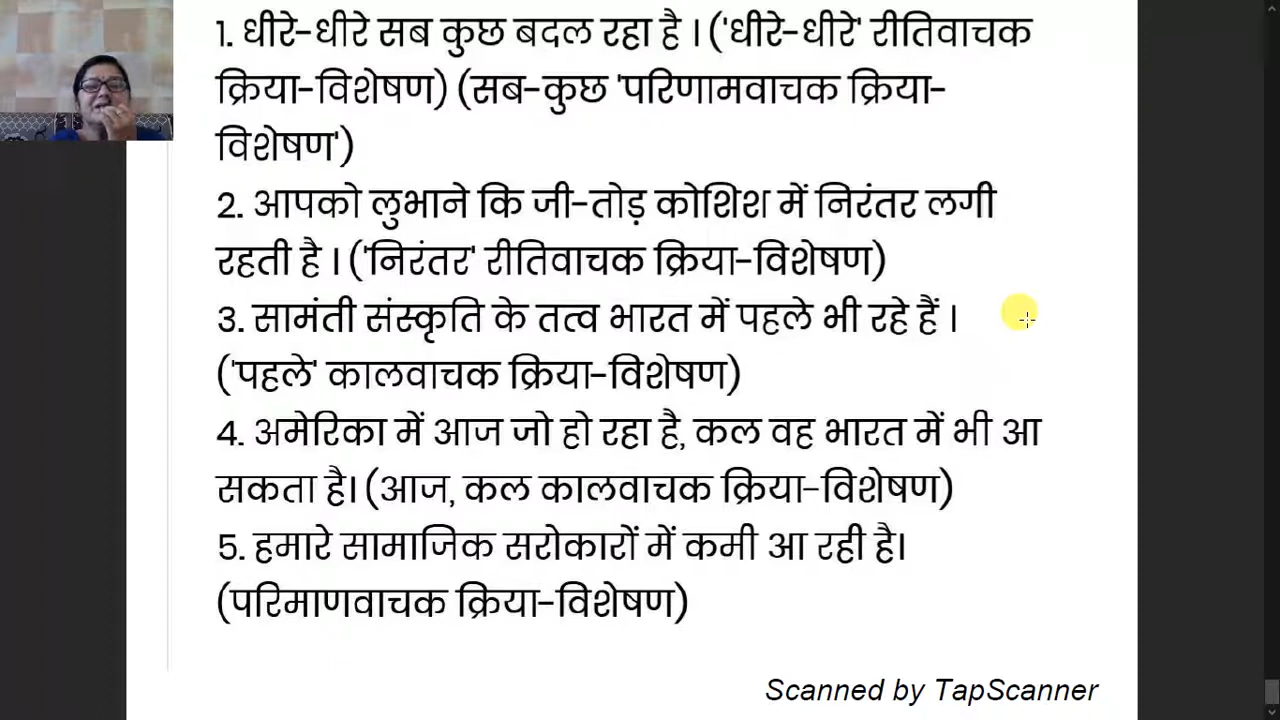 1. धीरे-धीरे सब कुछ बदल रहा है । ('धीरे-धीरे' रीतिवाचक
क्रिया-विशेषण) (सब-कुछ 'परिणामवाचक क्रिया-
विशेषण')
2. आपको लुभाने कि जी-तोड़ कोशिश में निरंतर लगी
रहती है । ('निरंतर' रीतिवाचक क्रिया-विशेषण)
3. सामंती संस्कृति के तत्व भारत में पहले भी रहे हैं ।
('पहले' कालवाचक क्रिया-विशेषण)
4. अमेरिका में आज जो हो रहा है, कल वह भारत में भी आ
सकता है। (आज, कल कालवाचक क्रिया-विशेषण)
5. हमारे सामाजिक सरोकारों में कमी आ रही है।
(परिमाणवाचक क्रिया-विशेषण)
Scanned by TapScanner